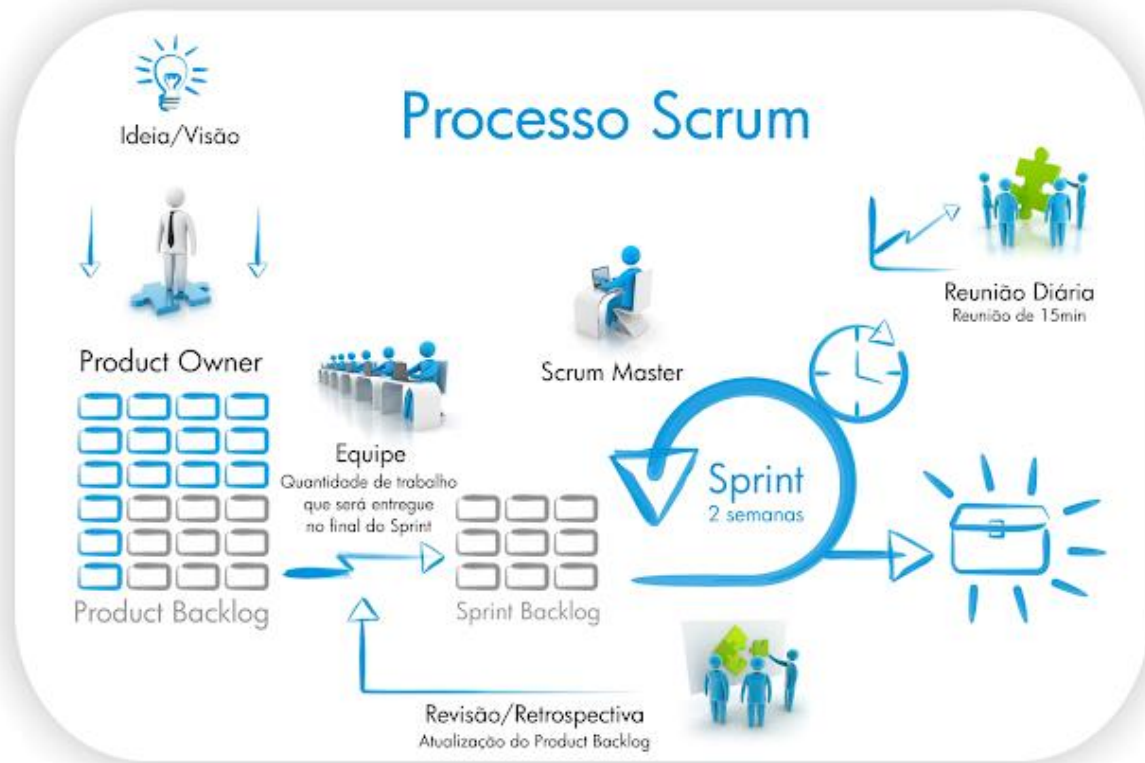 Processo Scrum
Ideia/Visão
Product Owner
Product Backlog
Equipe
Quantidade de trabalho
que será entregue
no final do Sprint
Sprint Backlog
Scrum Master
Sprint
2 semanas
Reunião Diária
Reunião de 15min
Revisão/Retrospectiva
Atualização do Product Backlog